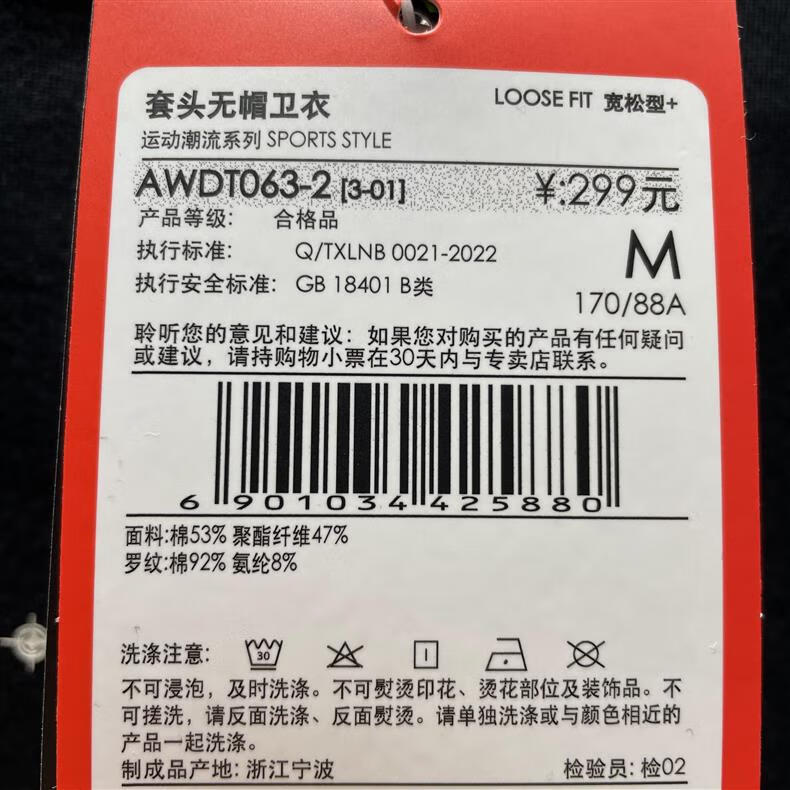 套头无帽卫衣 LOOSE FIT 宽松型+
运动潮流系列 SPORTS STYLE
AWDT063-2 [3-01] ¥:299元
产品等级: 合格品
执行标准: Q/TXLNB 0021-2022 M
执行安全标准: GB 18401 B类 170/88A
聆听您的意见和建议：如果您对购买的产品有任何疑问
或建议，请持购物小票在30天内与专卖店联系。
6 901034 425880
面料:棉53% 聚酯纤维47%
罗纹:棉92% 氨纶8%
洗涤注意: 30
不可浸泡，及时洗涤。不可熨烫印花、烫花部位及装饰品。不
可搓洗，请反面洗涤、反面熨烫。请单独洗涤或与颜色相近的
产品一起洗涤。
制成品产地: 浙江宁波 检验员: 检02